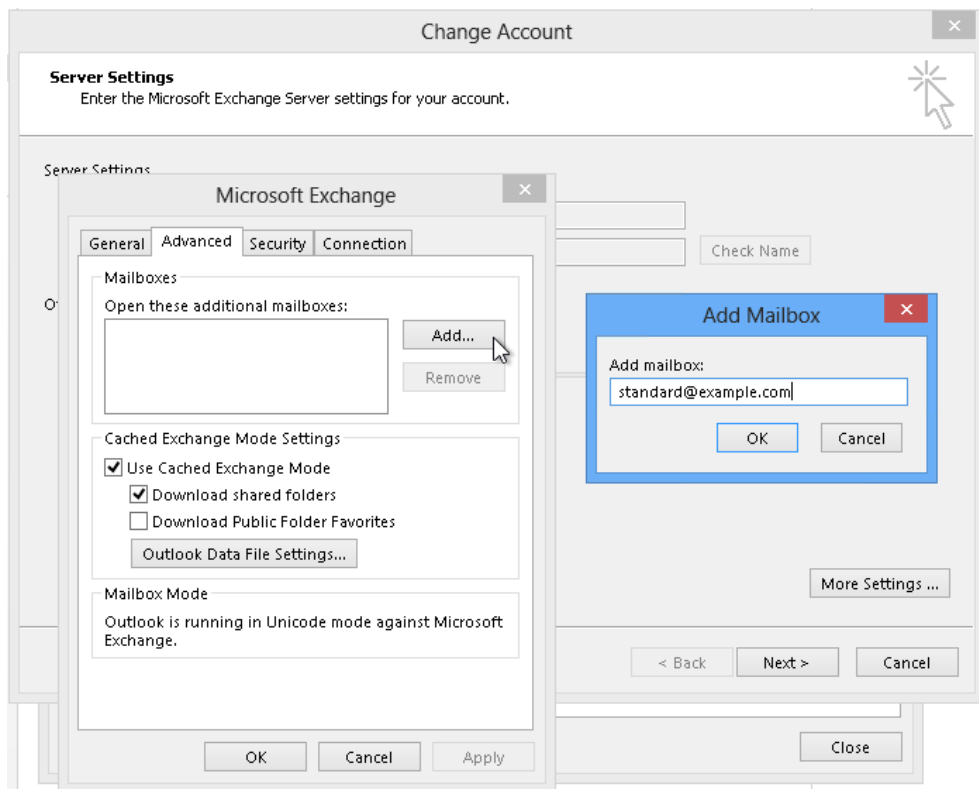 Change Account
Server Settings
Enter the Microsoft Exchange Server settings for your account.
Server Settings
Microsoft Exchange
General Advanced Security Connection
Check Name
Mailboxes
Open these additional mailboxes:
Add...
Remove
Add Mailbox
Add mailbox:
standard@example.com
OK Cancel
Cached Exchange Mode Settings
Use Cached Exchange Mode
Download shared folders
Download Public Folder Favorites
Outlook Data File Settings...
Mailbox Mode
Outlook is running in Unicode mode against Microsoft
Exchange.
More Settings ...
< Back Next > Cancel
OK Cancel Apply
Close